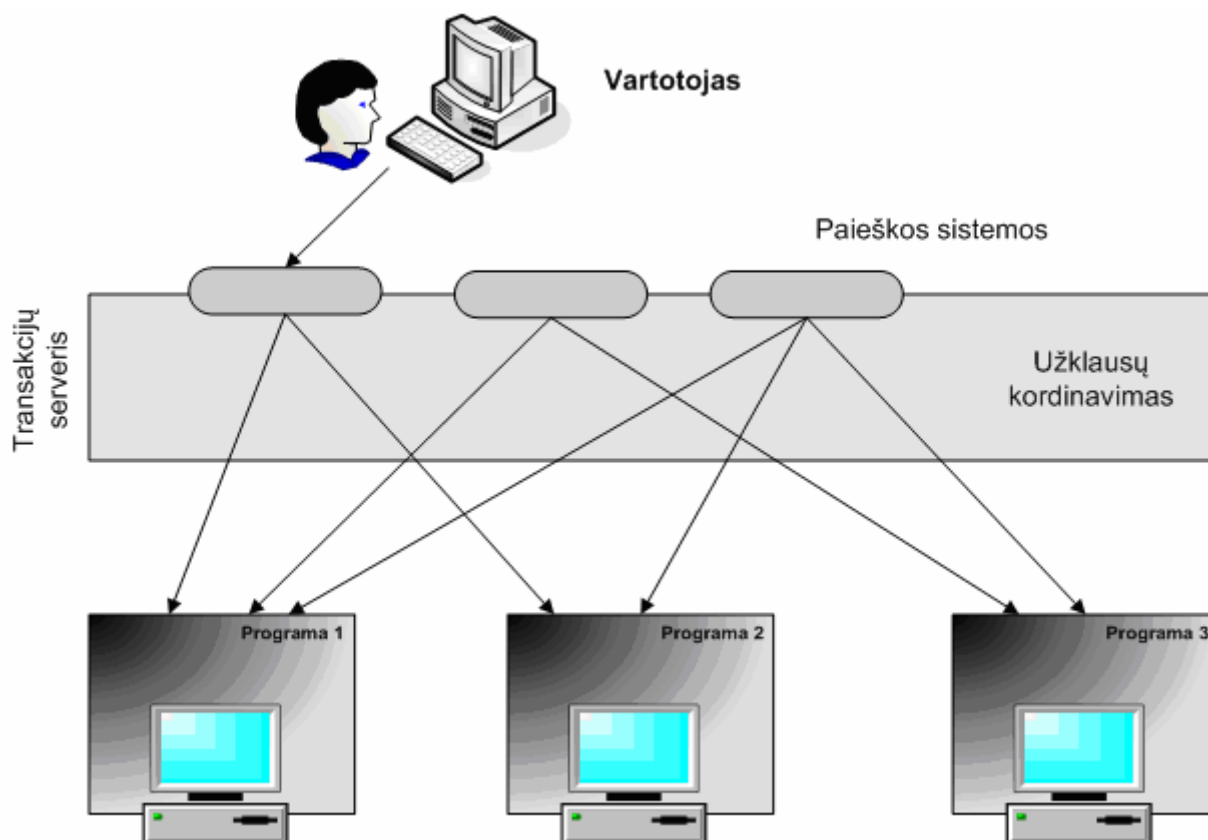 Vartotojas
Paieškos sistemos
Transakcijų
serveris
Užklausų
kordinavimas
Programa 1
Programa 2
Programa 3